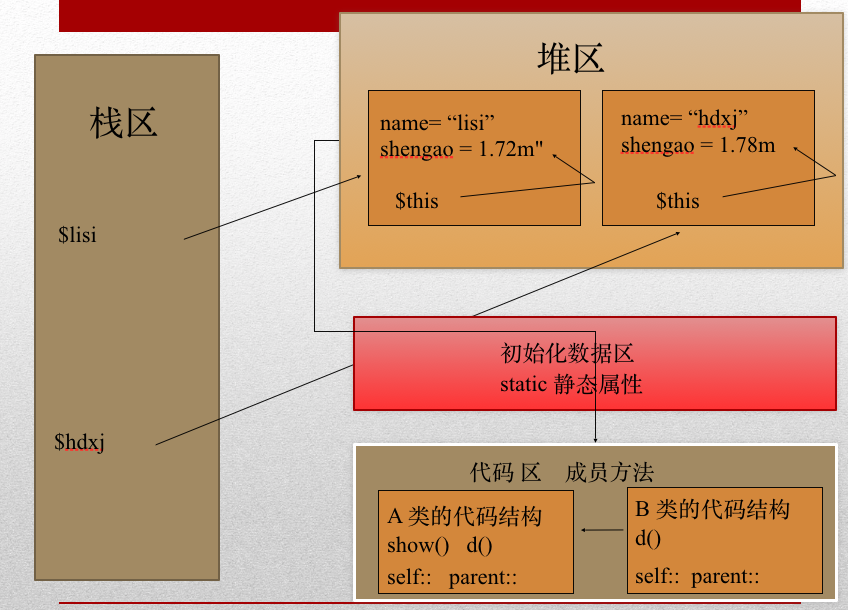 栈区
$lisi
$hdxj
堆区
name= “lisi”
shengao = 1.72m"
$this
name= “hdxj”
shengao = 1.78m
$this
初始化数据区
static 静态属性
代码 区 成员方法
A 类的代码结构
show() d()
self:: parent::
B 类的代码结构
d()
self:: parent::